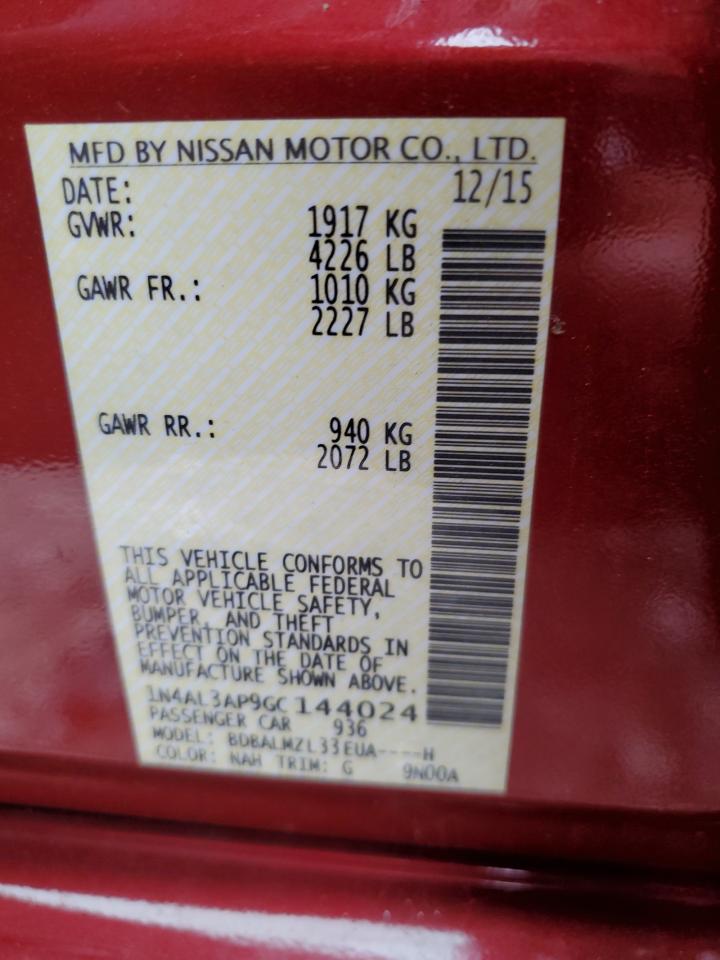 MFD BY NISSAN MOTOR CO., LTD.
DATE: 12/15
GVWR: 1917 KG
4226 LB
GAWR FR.: 1010 KG
2227 LB
GAWR RR.: 940 KG
2072 LB
THIS VEHICLE CONFORMS TO
ALL APPLICABLE FEDERAL
MOTOR VEHICLE SAFETY,
BUMPER, AND THEFT
PREVENTION STANDARDS IN
EFFECT ON THE DATE OF
MANUFACTURE SHOWN ABOVE.
1N4AL3AP9GC144024
PASSENGER CAR 936
MODEL: BDBALMZL33EUA----H
COLOR: NAH TRIM: G 9N00A